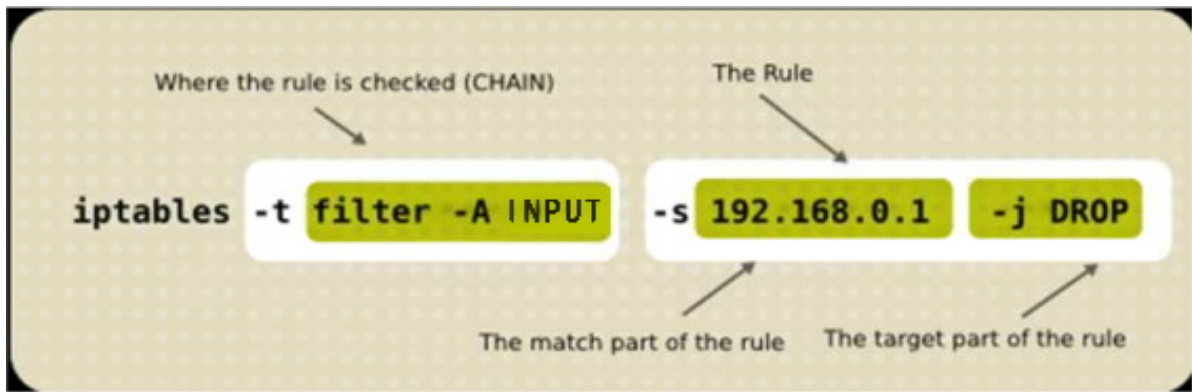 Where the rule is checked (CHAIN)
The Rule
iptables -t filter -A INPUT -s 192.168.0.1 -j DROP
The match part of the rule
The target part of the rule